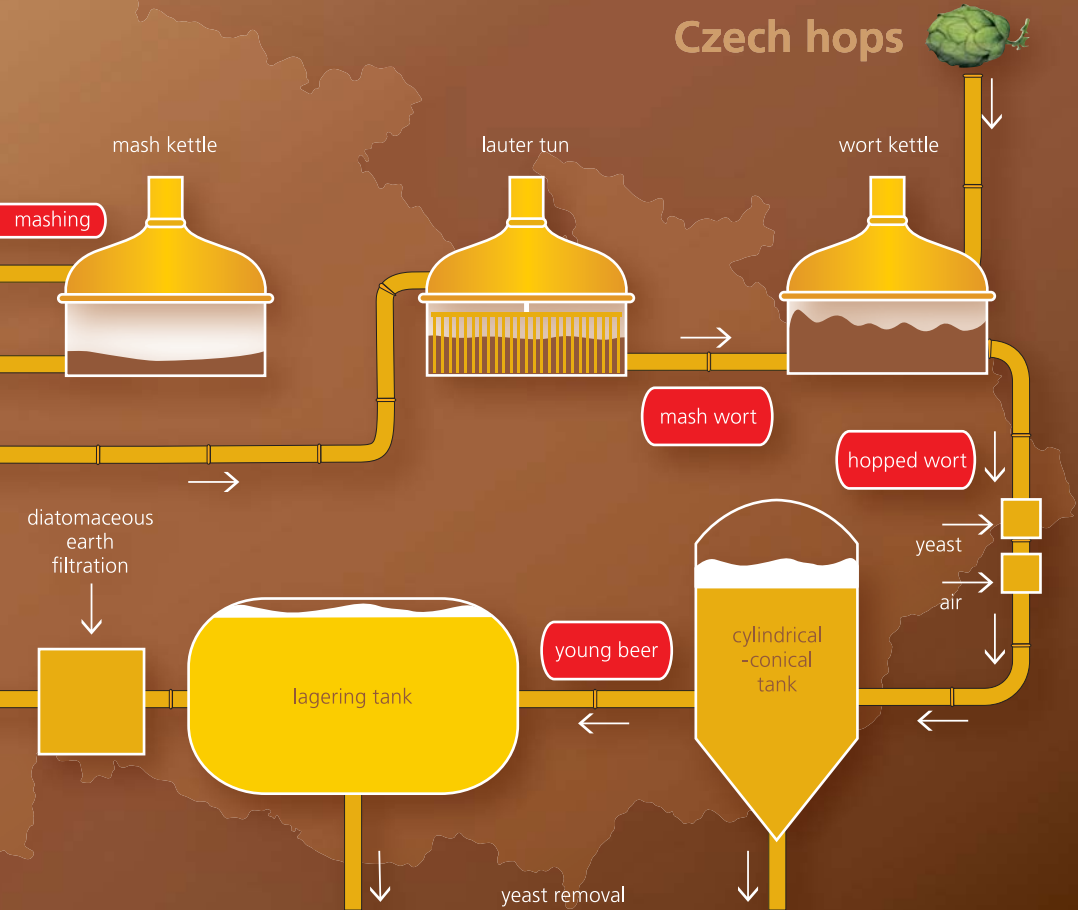 Czech hops
mash kettle
lauter tun
wort kettle
mashing
mash wort
hopped wort
diatomaceous
earth
filtration
yeast
air
young beer
cylindrical
-conical
tank
lagering tank
yeast removal